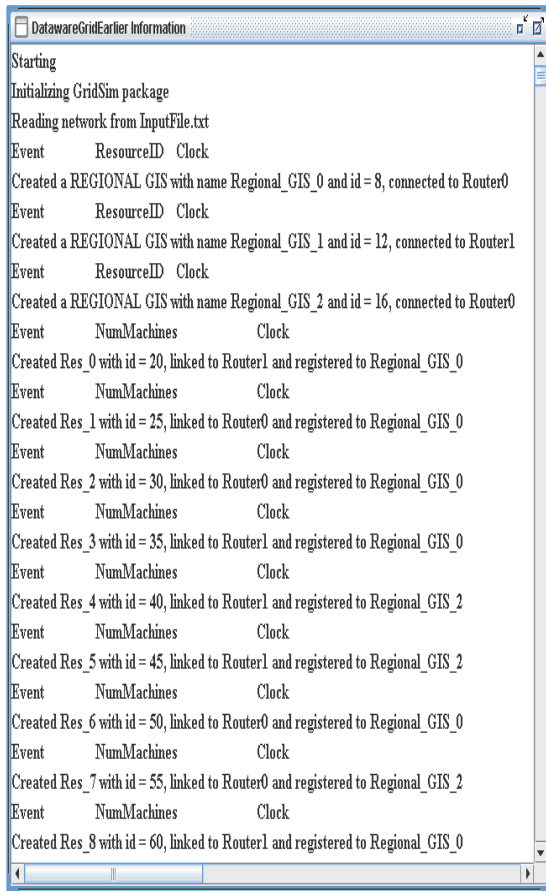 DatawareGridEarlier Information
Starting
Initializing GridSim package
Reading network from InputFile.txt
Event ResourceID Clock
Created a REGIONAL GIS with name Regional_GIS_0 and id = 8, connected to Router0
Event ResourceID Clock
Created a REGIONAL GIS with name Regional_GIS_1 and id = 12, connected to Router1
Event ResourceID Clock
Created a REGIONAL GIS with name Regional_GIS_2 and id = 16, connected to Router0
Event NumMachines Clock
Created Res_0 with id = 20, linked to Router1 and registered to Regional_GIS_0
Event NumMachines Clock
Created Res_1 with id = 25, linked to Router0 and registered to Regional_GIS_0
Event NumMachines Clock
Created Res_2 with id = 30, linked to Router0 and registered to Regional_GIS_0
Event NumMachines Clock
Created Res_3 with id = 35, linked to Router1 and registered to Regional_GIS_0
Event NumMachines Clock
Created Res_4 with id = 40, linked to Router1 and registered to Regional_GIS_2
Event NumMachines Clock
Created Res_5 with id = 45, linked to Router1 and registered to Regional_GIS_2
Event NumMachines Clock
Created Res_6 with id = 50, linked to Router0 and registered to Regional_GIS_0
Event NumMachines Clock
Created Res_7 with id = 55, linked to Router0 and registered to Regional_GIS_2
Event NumMachines Clock
Created Res_8 with id = 60, linked to Router1 and registered to Regional_GIS_0